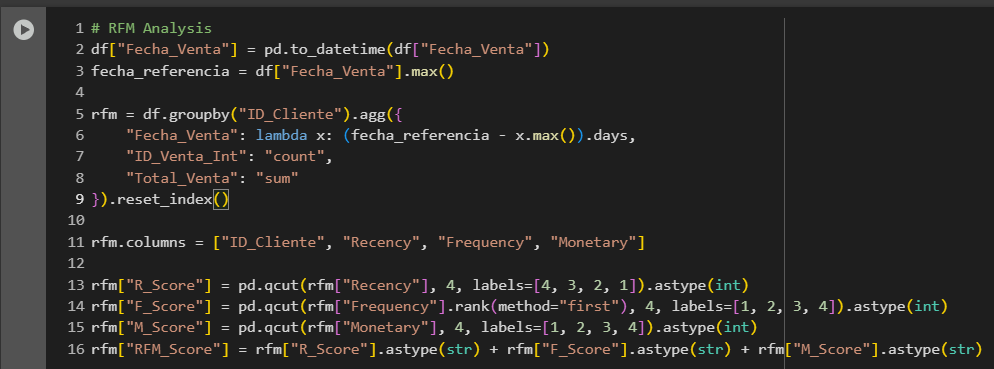 1 # RFM Analysis
2 df["Fecha_Venta"] = pd.to_datetime(df["Fecha_Venta"])
3 fecha_referencia = df["Fecha_Venta"].max()
4
5 rfm = df.groupby("ID_Cliente").agg({
6     "Fecha_Venta": lambda x: (fecha_referencia - x.max()).days,
7     "ID_Venta_Int": "count",
8     "Total_Venta": "sum"
9 }).reset_index()
10
11 rfm.columns = ["ID_Cliente", "Recency", "Frequency", "Monetary"]
12
13 rfm["R_Score"] = pd.qcut(rfm["Recency"], 4, labels=[4, 3, 2, 1]).astype(int)
14 rfm["F_Score"] = pd.qcut(rfm["Frequency"].rank(method="first"), 4, labels=[1, 2, 3, 4]).astype(int)
15 rfm["M_Score"] = pd.qcut(rfm["Monetary"], 4, labels=[1, 2, 3, 4]).astype(int)
16 rfm["RFM_Score"] = rfm["R_Score"].astype(str) + rfm["F_Score"].astype(str) + rfm["M_Score"].astype(str)